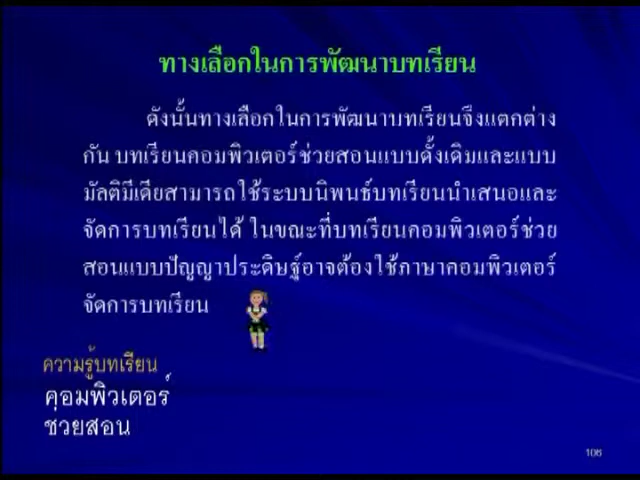 ทางเลือกในการพัฒนาบทเรียน
ดังนั้นทางเลือกในการพัฒนาบทเรียนจึงแตกต่าง
กัน บทเรียนคอมพิวเตอร์ช่วยสอนแบบดั้งเดิมและแบบ
มัลติมีเดียสามารถใช้ระบบนิพนธ์บทเรียนนำเสนอและ
จัดการบทเรียนได้ ในขณะที่บทเรียนคอมพิวเตอร์ช่วย
สอนแบบปัญญาประดิษฐ์อาจต้องใช้ภาษาคอมพิวเตอร์
จัดการบทเรียน
ความรู้บทเรียน
คอมพิวเตอร์
ช่วยสอน
106